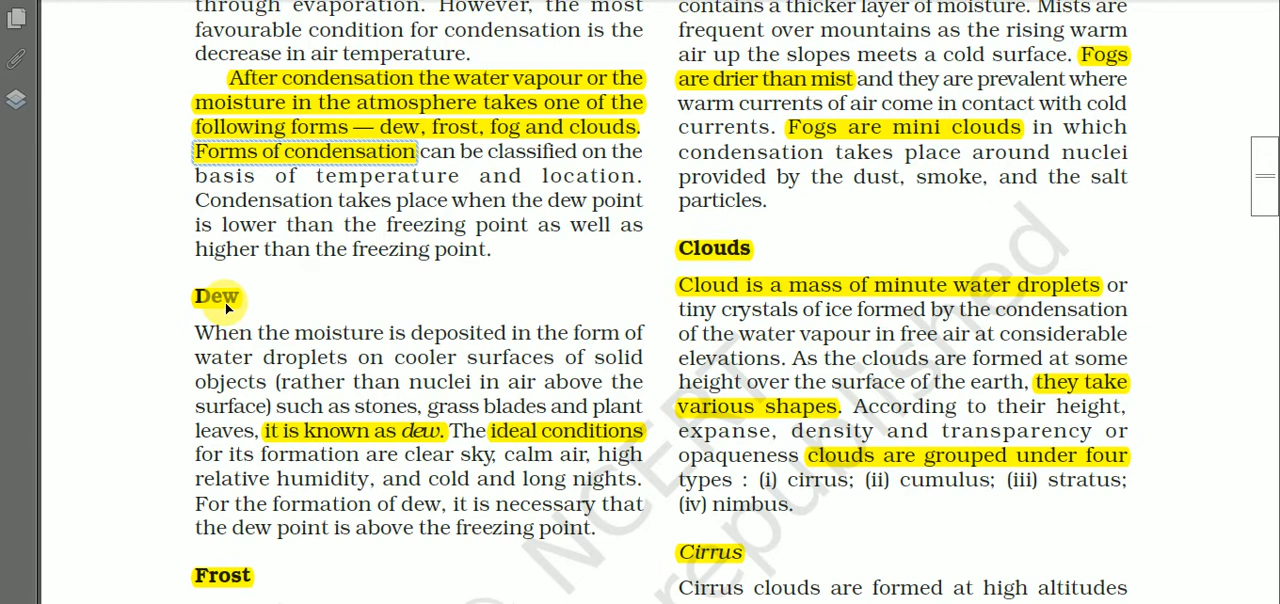 through evaporation. However, the most
favourable condition for condensation is the
decrease in air temperature.
After condensation the water vapour or the
moisture in the atmosphere takes one of the
following forms — dew, frost, fog and clouds.
Forms of condensation can be classified on the
basis of temperature and location.
Condensation takes place when the dew point
is lower than the freezing point as well as
higher than the freezing point.
Dew
When the moisture is deposited in the form of
water droplets on cooler surfaces of solid
objects (rather than nuclei in air above the
surface) such as stones, grass blades and plant
leaves, it is known as dew. The ideal conditions
for its formation are clear sky, calm air, high
relative humidity, and cold and long nights.
For the formation of dew, it is necessary that
the dew point is above the freezing point.
Frost
contains a thicker layer of moisture. Mists are
frequent over mountains as the rising warm
air up the slopes meets a cold surface. Fogs
are drier than mist and they are prevalent where
warm currents of air come in contact with cold
currents. Fogs are mini clouds in which
condensation takes place around nuclei
provided by the dust, smoke, and the salt
particles.
Clouds
Cloud is a mass of minute water droplets or
tiny crystals of ice formed by the condensation
of the water vapour in free air at considerable
elevations. As the clouds are formed at some
height over the surface of the earth, they take
various shapes. According to their height,
expanse, density and transparency or
opaqueness clouds are grouped under four
types : (i) cirrus; (ii) cumulus; (iii) stratus;
(iv) nimbus.
Cirrus
Cirrus clouds are formed at high altitudes
© NCERT
republished